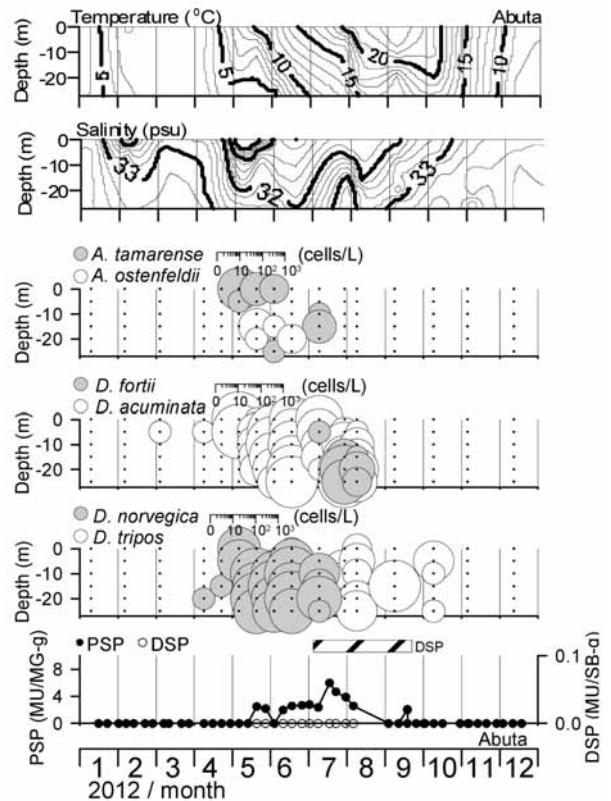 Temperature (°C) Abuta
Depth (m)
0
-10
-20
5 5 10 15 20 15 10
Salinity (psu)
Depth (m)
0
-10
-20
33 32 33
A. tamarense
A. ostenfeldii
0 10 10² 10³ (cells/L)
Depth (m)
0
-10
-20
D. fortii
D. acuminata
0 10 10² 10³ (cells/L)
Depth (m)
0
-10
-20
D. norvegica
D. tripos
0 10 10² 10³ (cells/L)
Depth (m)
0
-10
-20
PSP DSP
DSP
PSP (MU/MG-g)
8
4
0
0.1
0.0
DSP (MU/SB-g)
Abuta
1 2 3 4 5 6 7 8 9 10 11 12
2012 / month